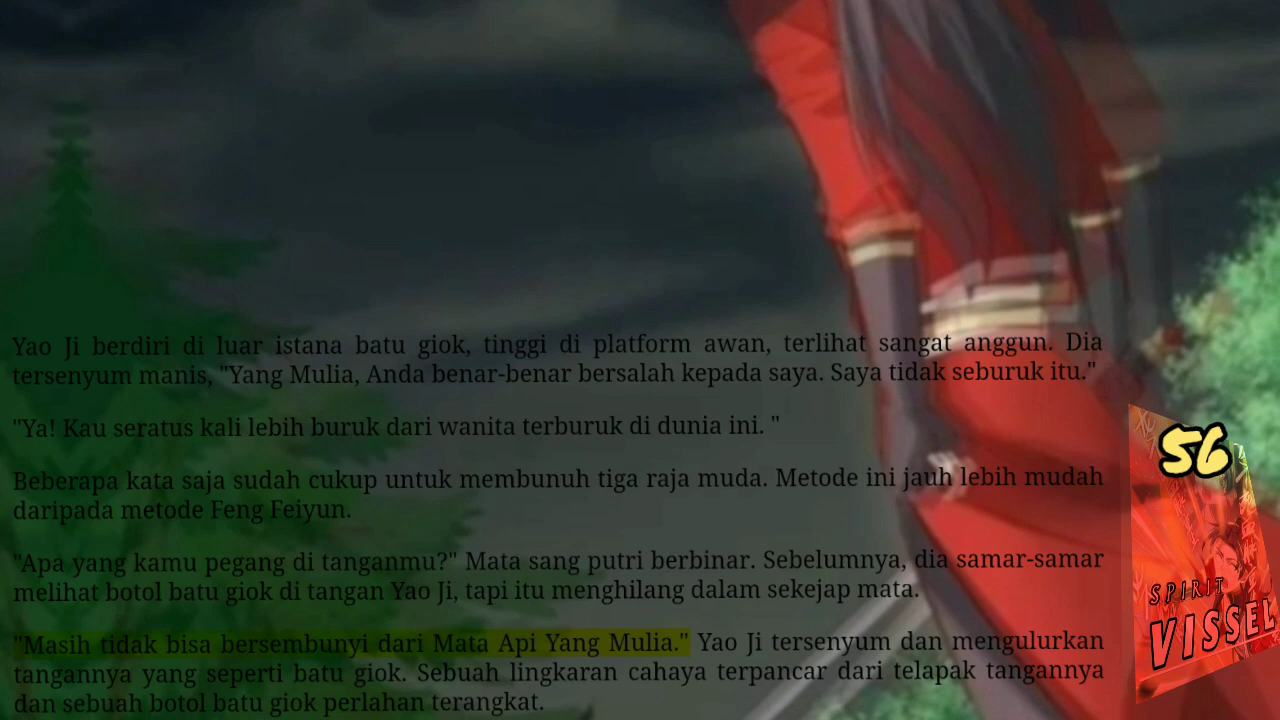 Yao Ji berdiri di luar istana batu giok, tinggi di platform awan, terlihat sangat anggun. Dia
tersenyum manis, "Yang Mulia, Anda benar-benar bersalah kepada saya. Saya tidak seburuk itu."
"Ya! Kau seratus kali lebih buruk dari wanita terburuk di dunia ini. "
Beberapa kata saja sudah cukup untuk membunuh tiga raja muda. Metode ini jauh lebih mudah
daripada metode Feng Feiyun.
"Apa yang kamu pegang di tanganmu?" Mata sang putri berbinar. Sebelumnya, dia samar-samar
melihat botol batu giok di tangan Yao Ji, tapi itu menghilang dalam sekejap mata.
"Masih tidak bisa bersembunyi dari Mata Api Yang Mulia." Yao Ji tersenyum dan mengulurkan
tangannya yang seperti batu giok. Sebuah lingkaran cahaya terpancar dari telapak tangannya
dan sebuah botol batu giok perlahan terangkat.
56
SPIRIT
VISSEL